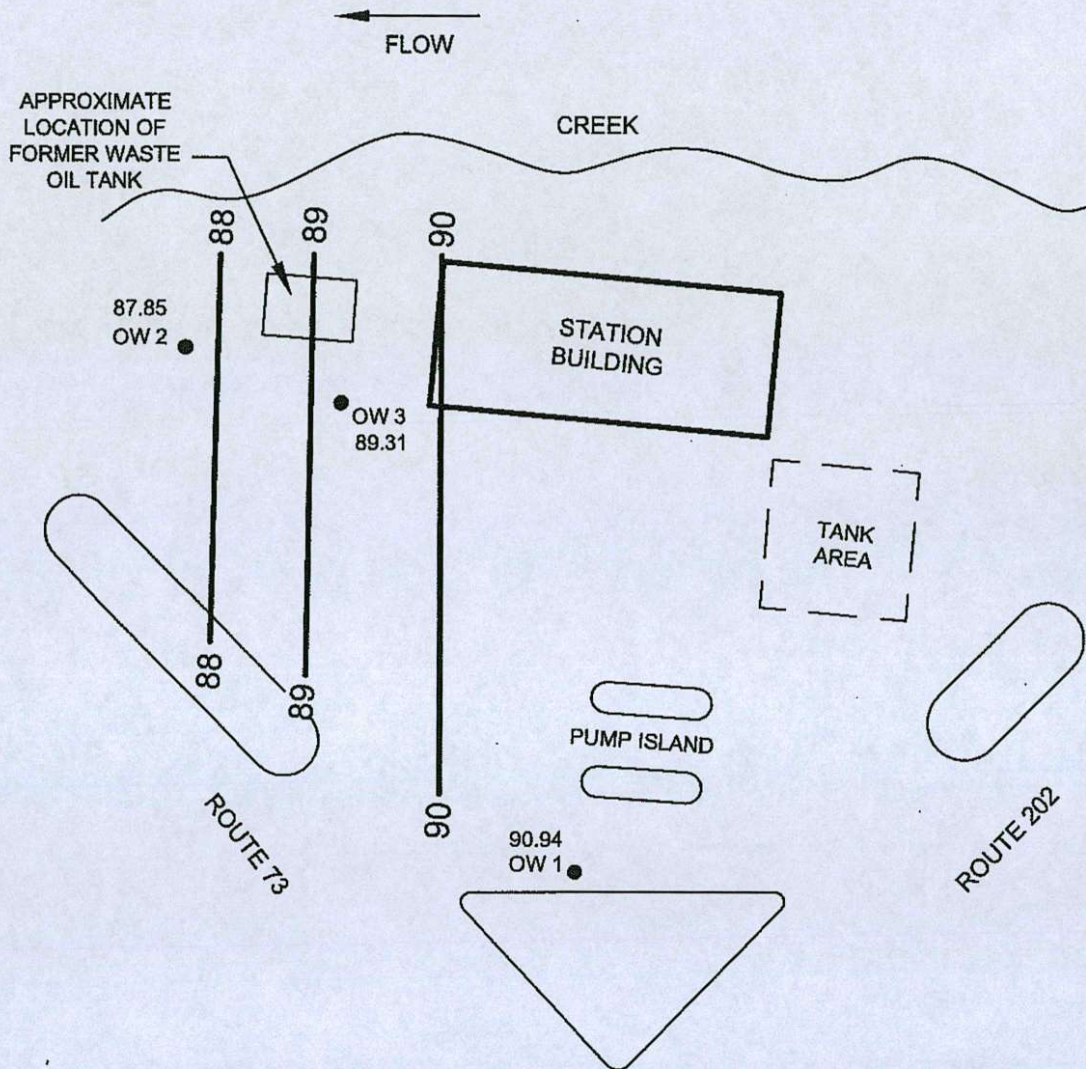 FLOW
APPROXIMATE
LOCATION OF
FORMER WASTE
OIL TANK
CREEK
88
89
90
87.85
OW 2
STATION
BUILDING
OW 3
89.31
TANK
AREA
88
89
PUMP ISLAND
90
ROUTE 73
90.94
OW 1
ROUTE 202